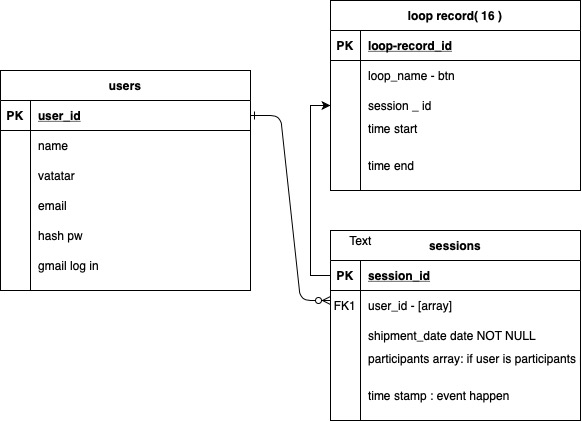 loop record( 16 )
PK loop-record_id
loop_name - btn
session _ id
time start
time end
users
PK user_id
name
vatatar
email
hash pw
gmail log in
Text
sessions
PK session_id
FK1 user_id - [array]
shipment_date date NOT NULL
participants array: if user is participants
time stamp : event happen